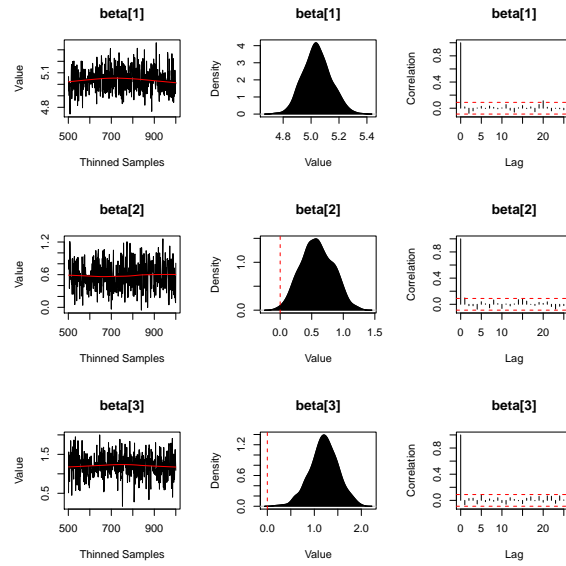 beta[1] beta[1] beta[1]
Value
4.8 5.1
500 700 900
Thinned Samples
Density
0 1 2 3 4
4.8 5.0 5.2 5.4
Value
Correlation
0.0 0.4 0.8
0 5 10 20
Lag
beta[2] beta[2] beta[2]
Value
0.0 0.6 1.2
500 700 900
Thinned Samples
Density
0.0 1.0
0.0 0.5 1.0 1.5
Value
Correlation
0.0 0.4 0.8
0 5 10 20
Lag
beta[3] beta[3] beta[3]
Value
0.5 1.5
500 700 900
Thinned Samples
Density
0.0 0.6 1.2
0.0 1.0 2.0
Value
Correlation
0.0 0.4 0.8
0 5 10 20
Lag